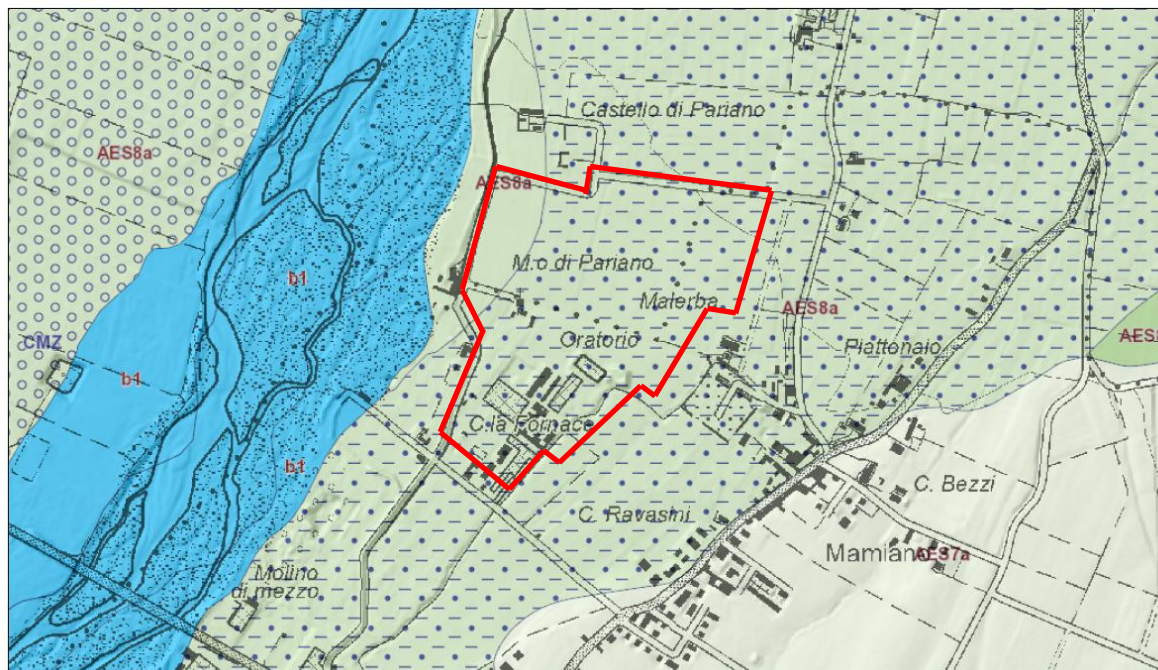 Castello di Pariano
AES8a
AES8a
b1
M.o di Pariano
Malerba
AES8a
Oratorio
Piattonaio
CMZ
b1
C. la Fornace
b1
C. Bezzi
C. Ravasini
Mamiano
AES7a
Molino
di mezzo